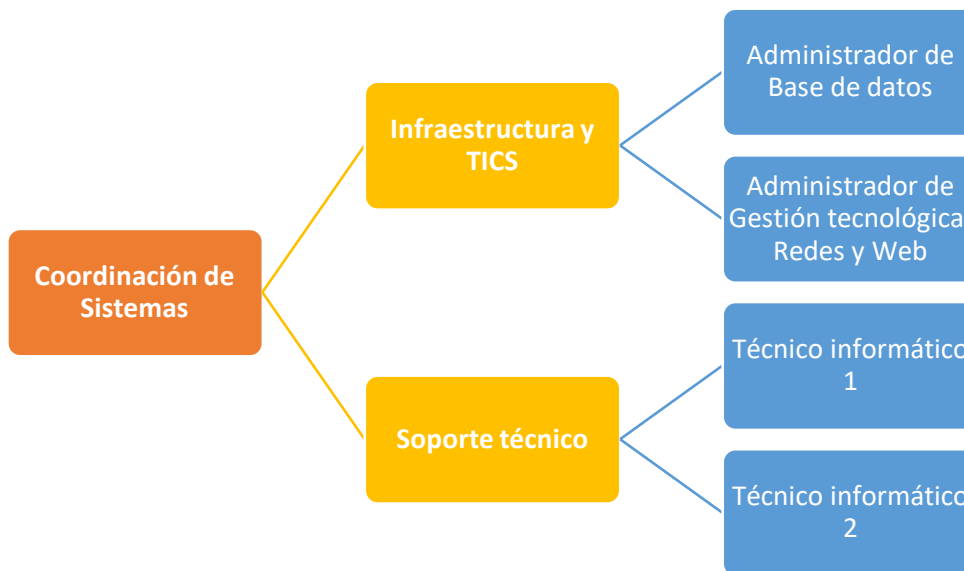 Administrador de
Base de datos
Infraestructura y
TICS
Administrador de
Gestión tecnológica,
Redes y Web
Coordinación de
Sistemas
Técnico informático
1
Soporte técnico
Técnico informático
2